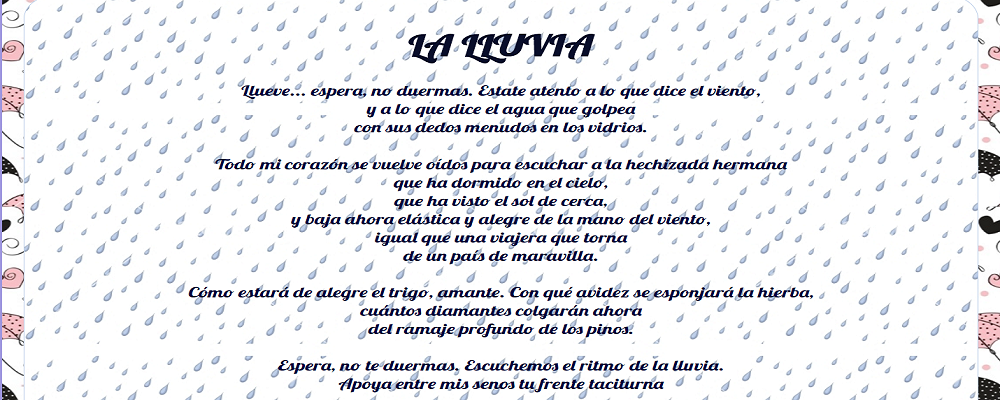 LA LLUVIA
Llueve... espera, no duermas. Estate atento a lo que dice el viento,
y a lo que dice el agua que golpea
con sus dedos menudos en los vidrios.
Todo mi corazón se vuelve oídos para escuchar a la hechizada hermana
que ha dormido en el cielo,
que ha visto el sol de cerca,
y baja ahora elástica y alegre de la mano del viento,
igual que una viajera que torna
de un país de maravilla.
Cómo estará de alegre el trigo, amante. Con qué avidez se esponjará la hierba,
cuántos diamantes colgarán ahora
del ramaje profundo de los pinos.
Espera, no te duermas. Escuchemos el ritmo de la lluvia.
Apoya entre mis senos tu frente taciturna